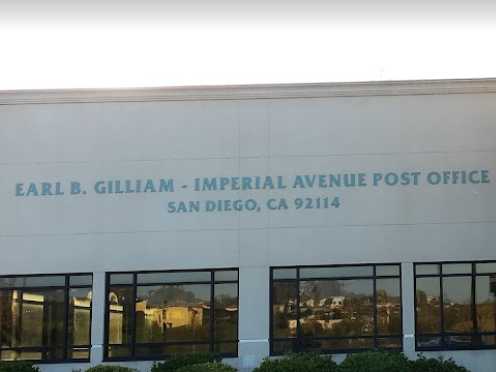 EARL B. GILLIAM - IMPERIAL AVENUE POST OFFICE
SAN DIEGO, CA 92114